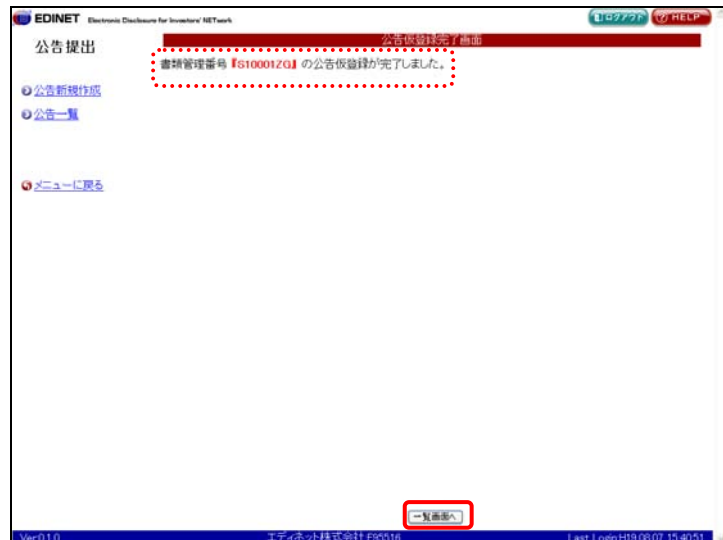 EDINET Electronic Disclosure for Investors' NETwork
ログアウト
HELP
公告提出
公告仮登録完了画面
書類管理番号『S10001ZG』の公告仮登録が完了しました。
公告新規作成
公告一覧
メニューに戻る
一覧画面へ
Ver.0.1.0
エディネット株式会社 E95516
Last Login:H19.08.07 15:40:51